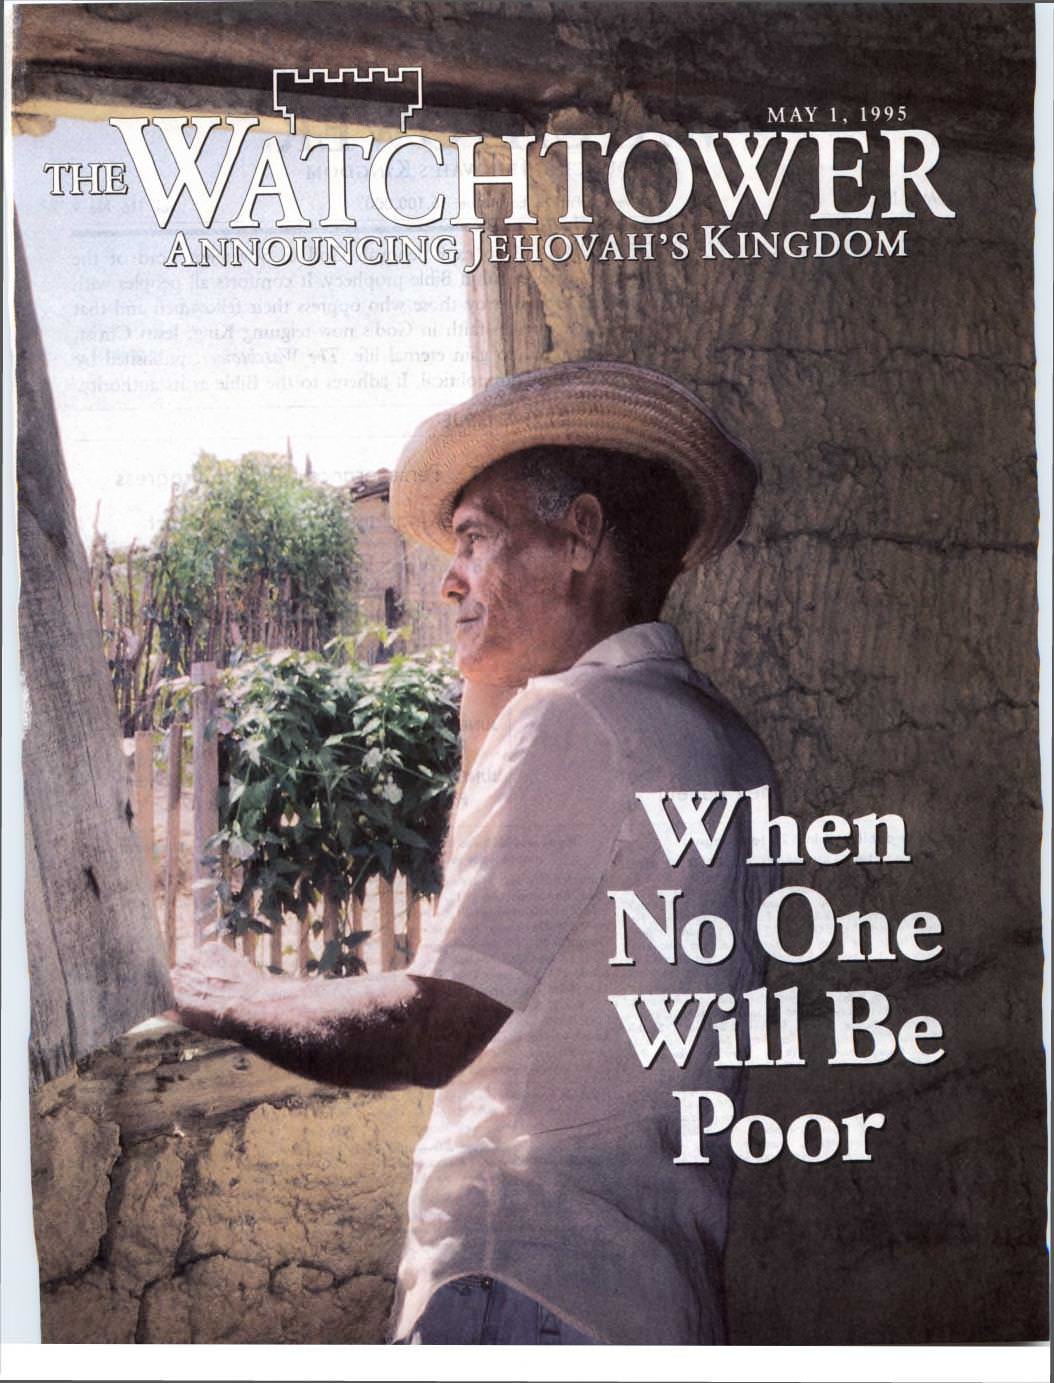 MAY 1, 1995
THE WATCHTOWER
ANNOUNCING JEHOVAH'S KINGDOM
When
No One
Will Be
Poor